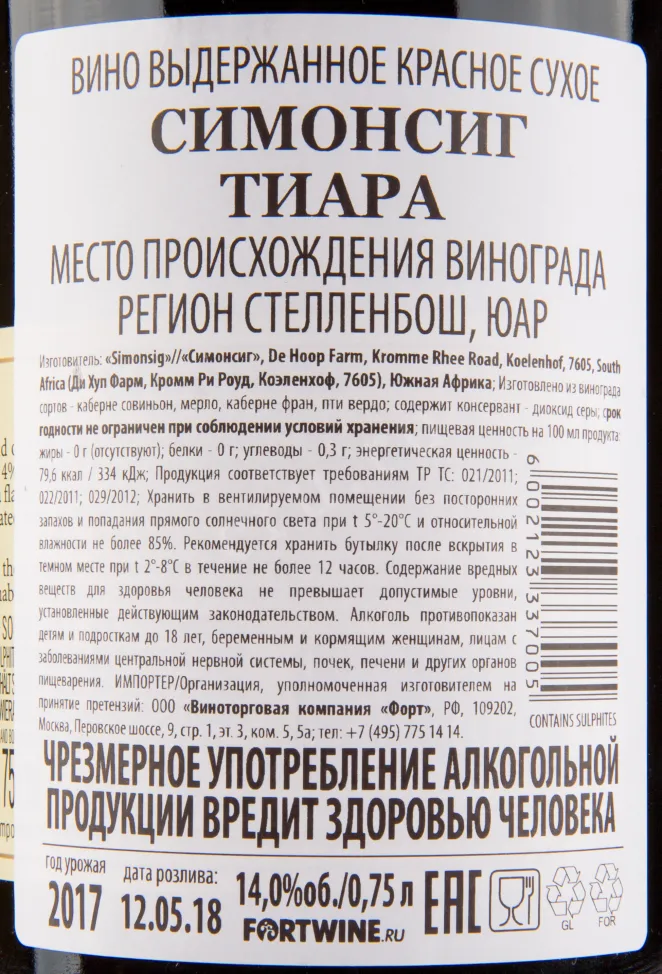 ВИНО ВЫДЕРЖАННОЕ КРАСНОЕ СУХОЕ
СИМОНСИГ
ТИАРА
МЕСТО ПРОИСХОЖДЕНИЯ ВИНОГРАДА
РЕГИОН СТЕЛЛЕНБОШ, ЮАР
Изготовитель: «Simonsig»//«Симонсиг», De Hoop Farm, Kromme Rhee Road, Koelenhof, 7605, South
Africa (Ди Хуп Фарм, Кромм Ри Роуд, Коэленхоф, 7605), Южная Африка; Изготовлено из винограда
сортов - каберне совиньон, мерло, каберне фран, пти вердо; содержит консервант - диоксид серы; срок
годности не ограничен при соблюдении условий хранения; пищевая ценность на 100 мл продукта:
жиры - 0 г (отсутствуют); белки - 0 г; углеводы - 0,3 г; энергетическая ценность -
79,6 ккал / 334 кДж; Продукция соответствует требованиям ТР ТС: 021/2011;
022/2011; 029/2012; Хранить в вентилируемом помещении без посторонних
запахов и попадания прямого солнечного света при t 5°-20°С и относительной
влажности не более 85%. Рекомендуется хранить бутылку после вскрытия в
темном месте при t 2°-8°С в течение не более 12 часов. Содержание вредных
веществ для здоровья человека не превышает допустимые уровни,
установленные действующим законодательством. Алкоголь противопоказан
детям и подросткам до 18 лет, беременным и кормящим женщинам, лицам с
заболеваниями центральной нервной системы, почек, печени и других органов
пищеварения. ИМПОРТЕР/Организация, уполномоченная изготовителем на
принятие претензий: ООО «Виноторговая компания «Форт», РФ, 109202,
Москва, Перовское шоссе, 9, стр. 1, эт. 3, ком. 5, 5а; тел: +7 (495) 775 14 14.
6 002123 337005
CONTAINS SULPHITES
ЧРЕЗМЕРНОЕ УПОТРЕБЛЕНИЕ АЛКОГОЛЬНОЙ
ПРОДУКЦИИ ВРЕДИТ ЗДОРОВЬЮ ЧЕЛОВЕКА
год урожая
2017
дата розлива:
12.05.18
14,0%об./0,75 л
FORTWINE.RU
EAC
GL
FOR